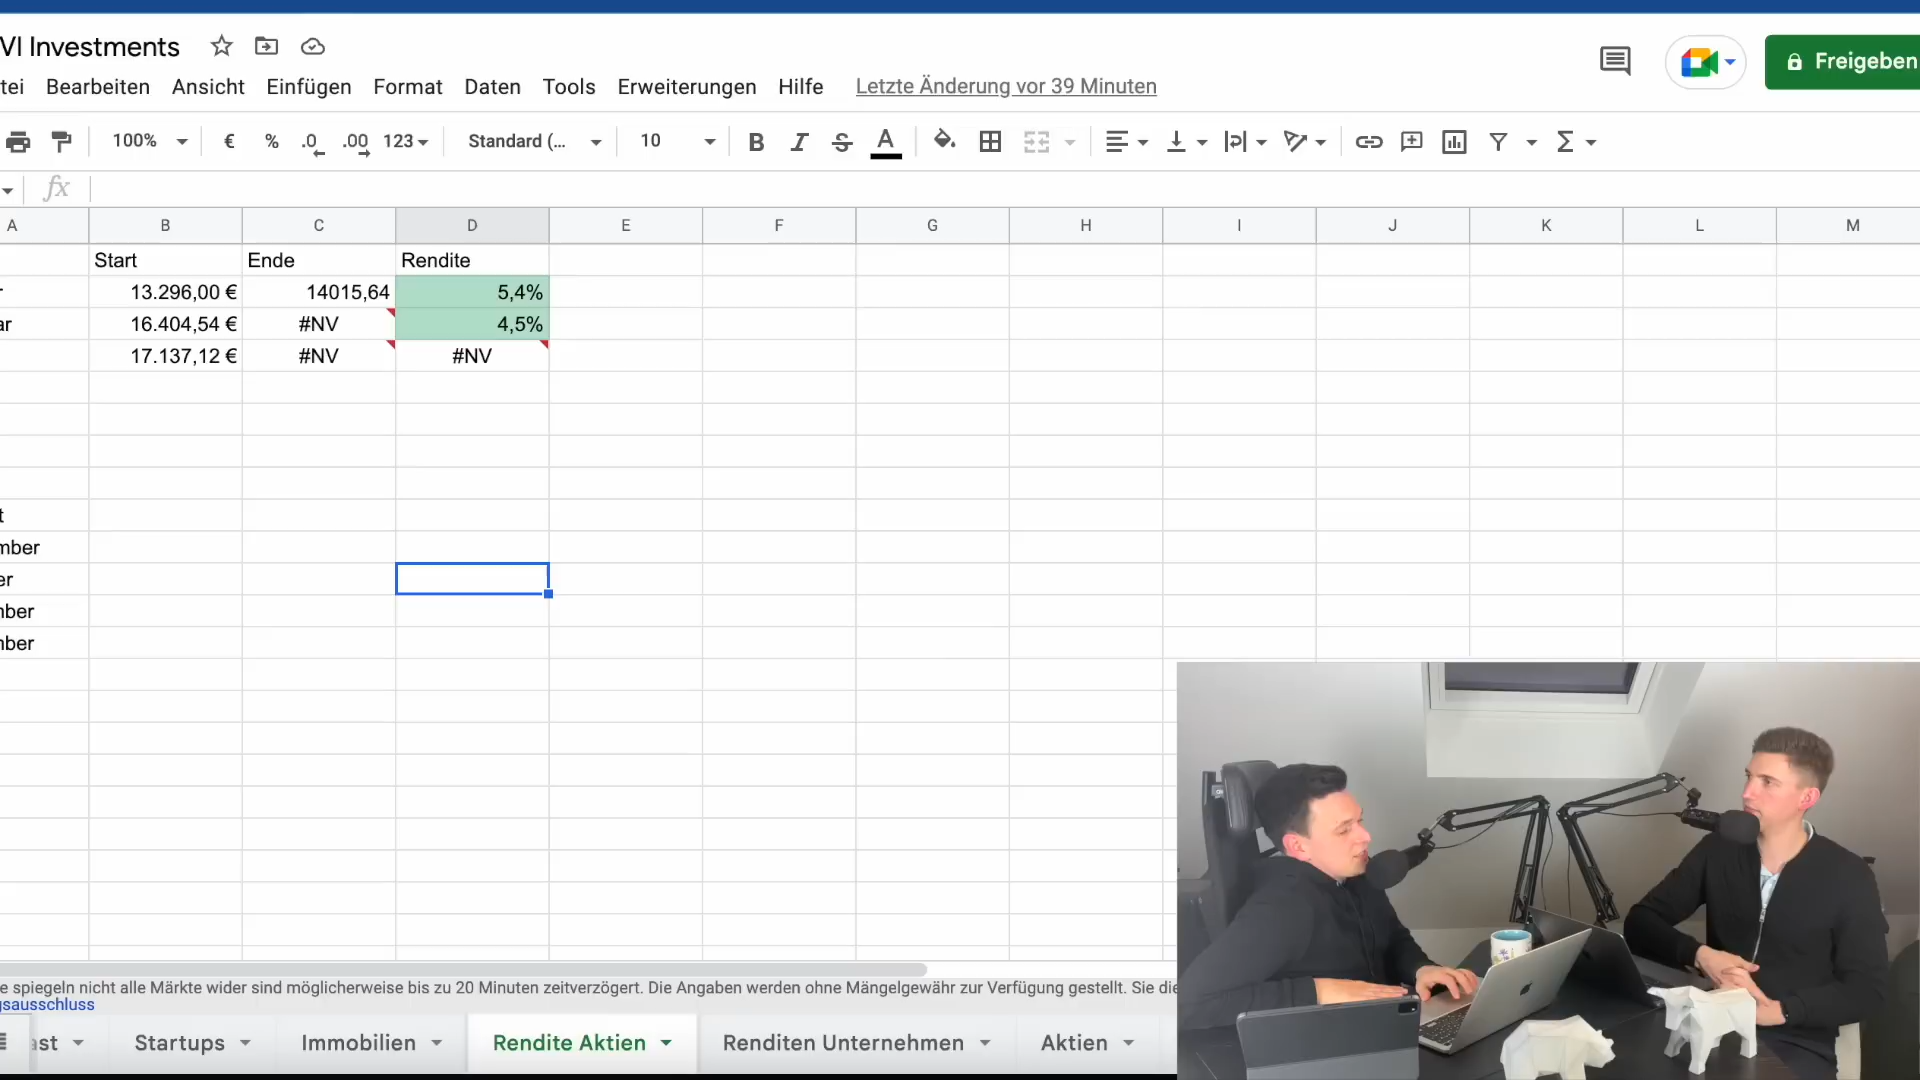 VI Investments
tei Bearbeiten Ansicht Einfügen Format Daten Tools Erweiterungen Hilfe Letzte Änderung vor 39 Minuten
Freigeben
100% € % .0 .00 123 Standard (... 10 B I S A
fx
A B C D E F G H I J K L M
Start Ende Rendite
r 13.296,00 € 14015,64 5,4%
ar 16.404,54 € #NV 4,5%
17.137,12 € #NV #NV
t
mber
er
mber
mber
e spiegeln nicht alle Märkte wider sind möglicherweise bis zu 20 Minuten zeitverzögert. Die Angaben werden ohne Mängelgewähr zur Verfügung gestellt. Sie die
gsausschluss
ast Startups Immobilien Rendite Aktien Renditen Unternehmen Aktien